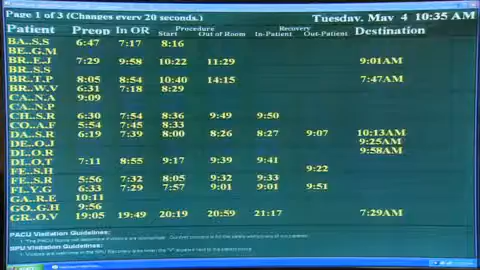 Page 1 of 3 (Changes every 20 seconds.) Tuesday, May 4 10:35 AM
Patient Preop In OR Procedure Recovery Destination
Start Out of Room In-Patient Out-Patient
BA..S.S 6:47 7:17 8:16
BE..G.M
BR..E.J 7:29 9:58 10:22 11:29 9:01AM
BR..S.S
BR..T.P 8:05 8:54 10:40 14:15 7:47AM
BR..W.V 6:31 7:18 8:29
CA..N.A 9:09
CA..N.P
CH..S.R 6:30 7:54 8:36 9:49 9:50
CO..A.F 5:54 7:45 8:33
DA..S.R 6:19 7:39 8:00 8:26 8:27 9:07 10:13AM
DE..O.J 9:25AM
DI..O.R 9:58AM
DI..O.T 7:11 8:55 9:17 9:39 9:41
FE..S.H 9:22
FE..S.R 5:56 7:32 8:05 9:32 9:33
FL..Y.G 6:33 7:29 7:57 9:01 9:01 9:51
GA..R.E 10:11
GO..G.H 9:56
GR..O.V 19:05 19:49 20:19 20:59 21:17 7:29AM
PACU Visitation Guidelines:
SPU Visitation Guidelines: